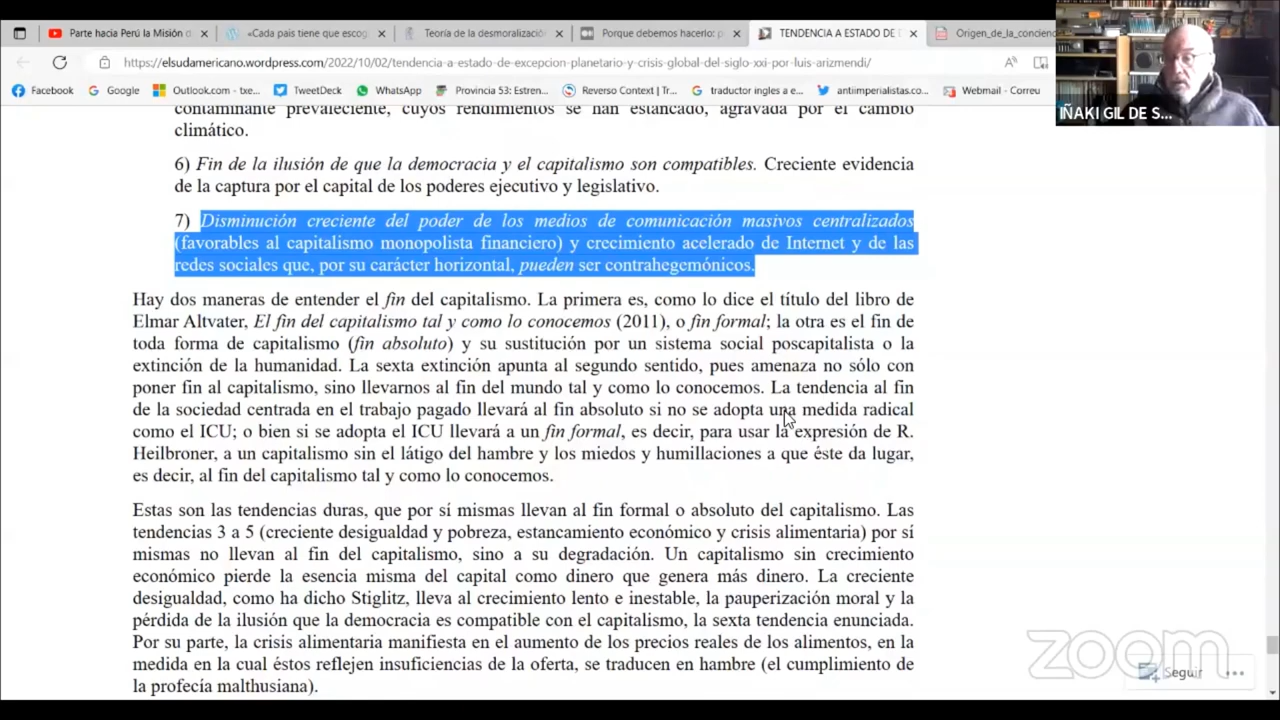 Parte hacia Perú la Misión d
«Cada pais tiene que escog
Teoría de la desmoralizació
Porque debemos hacerlo: p
TENDENCIA A ESTADO DE E
Origen_de_la_concienc
https://elsudamericano.wordpress.com/2022/10/02/tendencia-a-estado-de-excepcion-planetario-y-crisis-global-del-siglo-xxi-por-luis-arizmendi/
Facebook
Google
Outlook.com - txe...
TweetDeck
WhatsApp
Provincia 53: Estren...
Reverso Context | Tr...
traductor ingles a e...
antiimperialistas.co...
Webmail - Correu
IÑAKI GIL DE S...
contaminante prevaleciente, cuyos rendimientos se han estancado, agravada por el cambio
climático.
6) Fin de la ilusión de que la democracia y el capitalismo son compatibles. Creciente evidencia
de la captura por el capital de los poderes ejecutivo y legislativo.
7) Disminución creciente del poder de los medios de comunicación masivos centralizados
(favorables al capitalismo monopolista financiero) y crecimiento acelerado de Internet y de las
redes sociales que, por su carácter horizontal, pueden ser contrahegemónicos.
Hay dos maneras de entender el fin del capitalismo. La primera es, como lo dice el título del libro de
Elmar Altvater, El fin del capitalismo tal y como lo conocemos (2011), o fin formal; la otra es el fin de
toda forma de capitalismo (fin absoluto) y su sustitución por un sistema social poscapitalista o la
extinción de la humanidad. La sexta extinción apunta al segundo sentido, pues amenaza no sólo con
poner fin al capitalismo, sino llevarnos al fin del mundo tal y como lo conocemos. La tendencia al fin
de la sociedad centrada en el trabajo pagado llevará al fin absoluto si no se adopta una medida radical
como el ICU; o bien si se adopta el ICU llevará a un fin formal, es decir, para usar la expresión de R.
Heilbroner, a un capitalismo sin el látigo del hambre y los miedos y humillaciones a que éste da lugar,
es decir, al fin del capitalismo tal y como lo conocemos.
Estas son las tendencias duras, que por sí mismas llevan al fin formal o absoluto del capitalismo. Las
tendencias 3 a 5 (creciente desigualdad y pobreza, estancamiento económico y crisis alimentaria) por sí
mismas no llevan al fin del capitalismo, sino a su degradación. Un capitalismo sin crecimiento
económico pierde la esencia misma del capital como dinero que genera más dinero. La creciente
desigualdad, como ha dicho Stiglitz, lleva al crecimiento lento e inestable, la pauperización moral y la
pérdida de la ilusión que la democracia es compatible con el capitalismo, la sexta tendencia enunciada.
Por su parte, la crisis alimentaria manifiesta en el aumento de los precios reales de los alimentos, en la
medida en la cual éstos reflejen insuficiencias de la oferta, se traducen en hambre (el cumplimiento de
la profecía malthusiana).
zoom
Seguir